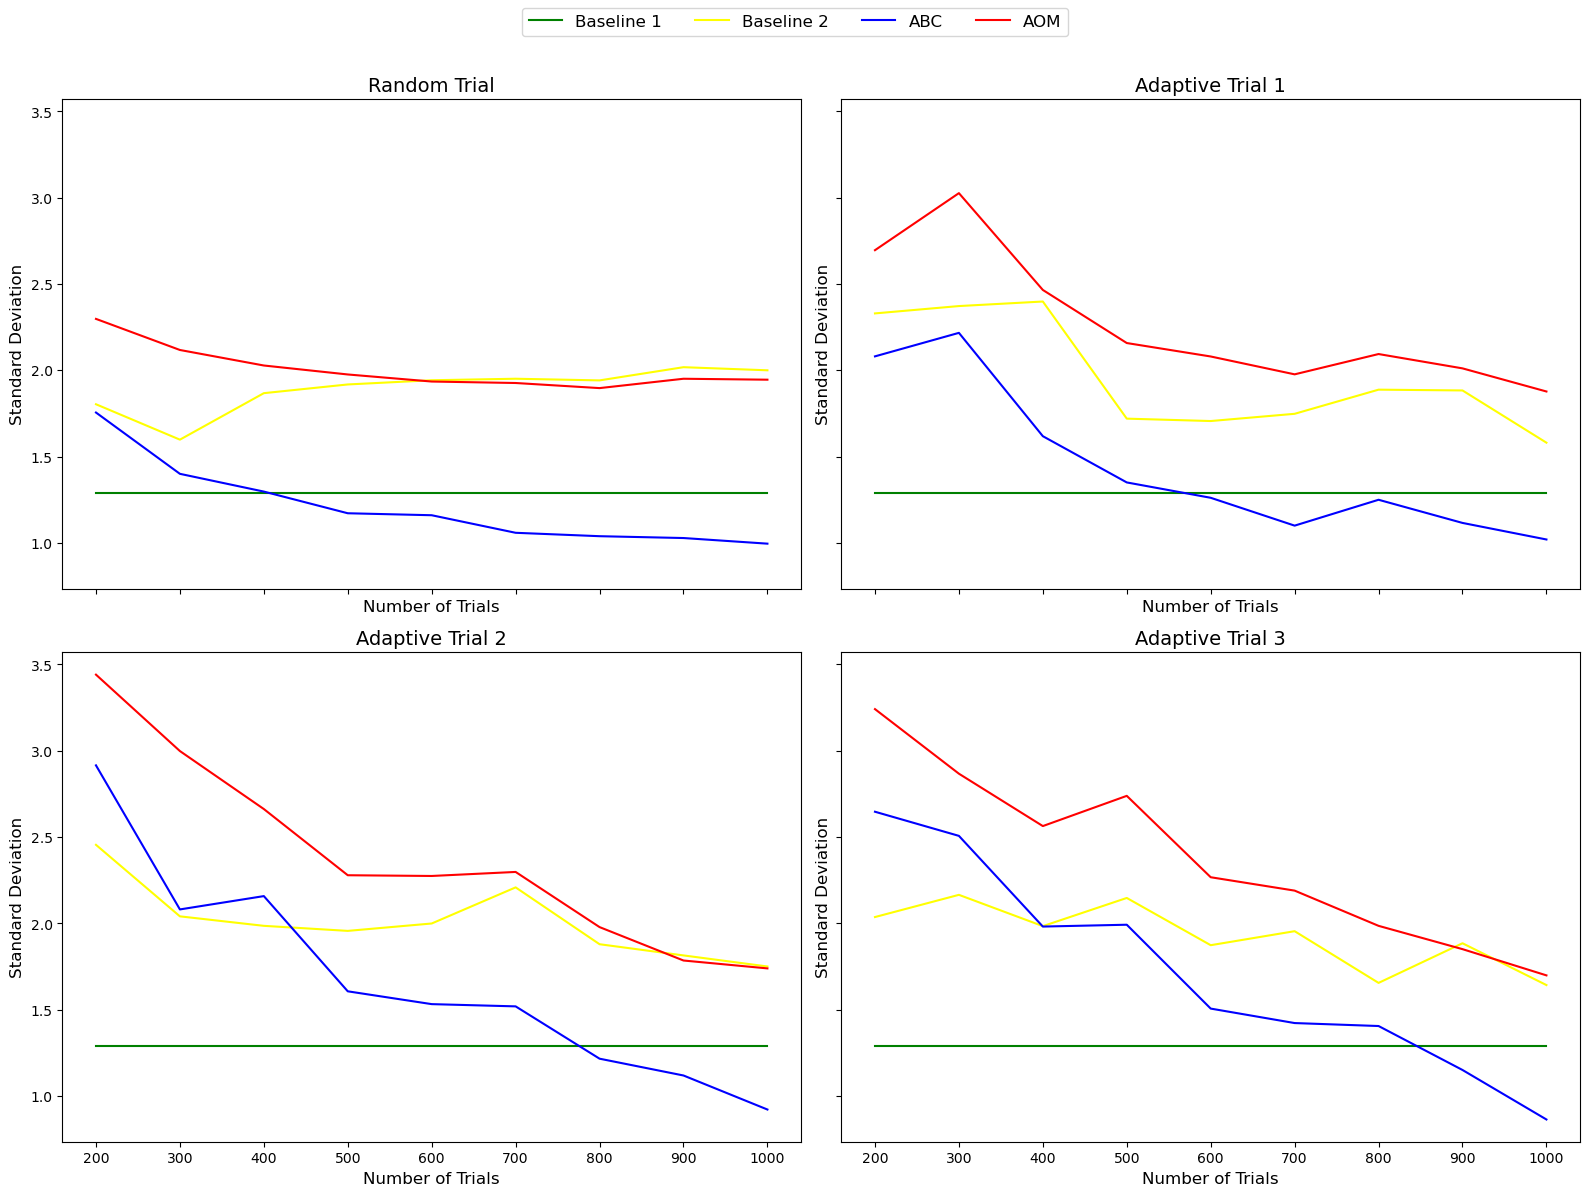 Baseline 1 Baseline 2 ABC AOM
Random Trial
Standard Deviation
3.5
3.0
2.5
2.0
1.5
1.0
Number of Trials
Adaptive Trial 1
Standard Deviation
Number of Trials
Adaptive Trial 2
Standard Deviation
3.5
3.0
2.5
2.0
1.5
1.0
200 300 400 500 600 700 800 900 1000
Number of Trials
Adaptive Trial 3
Standard Deviation
200 300 400 500 600 700 800 900 1000
Number of Trials